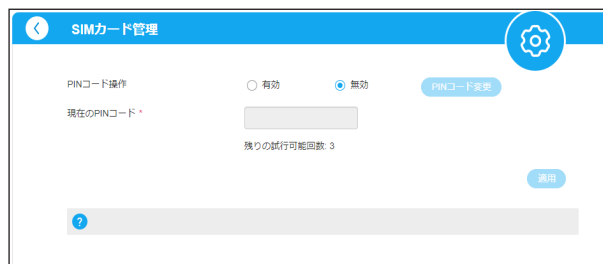 SIMカード管理
PINコード操作 有効 無効 PINコード変更
現在のPINコード *
残りの試行可能回数: 3
適用
?